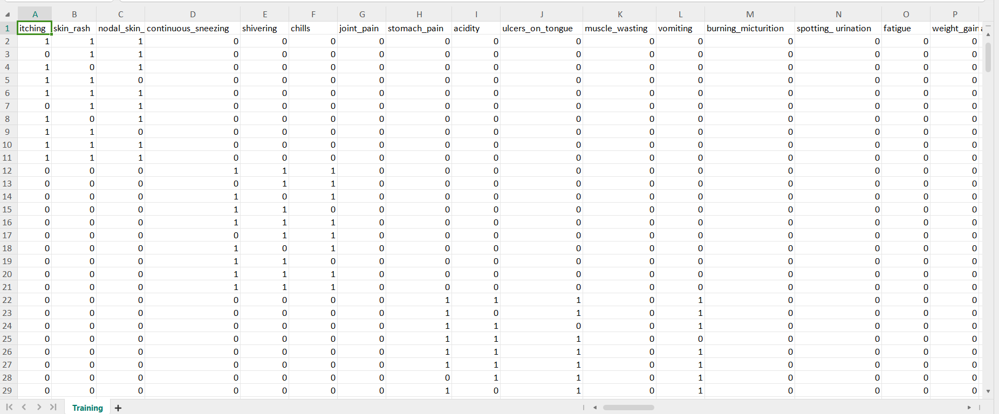 A B C D E F G H I J K L M N O P
1 itching skin_rash nodal_skin_ continuous_sneezing shivering chills joint_pain stomach_pain acidity ulcers_on_tongue muscle_wasting vomiting burning_micturition spotting_ urination fatigue weight_gain
2 1 1 1 0 0 0 0 0 0 0 0 0 0 0 0 0
3 0 1 1 0 0 0 0 0 0 0 0 0 0 0 0 0
4 1 0 1 0 0 0 0 0 0 0 0 0 0 0 0 0
5 1 1 0 0 0 0 0 0 0 0 0 0 0 0 0 0
6 1 1 1 0 0 0 0 0 0 0 0 0 0 0 0 0
7 0 1 1 0 0 0 0 0 0 0 0 0 0 0 0 0
8 1 0 1 0 0 0 0 0 0 0 0 0 0 0 0 0
9 1 1 0 0 0 0 0 0 0 0 0 0 0 0 0 0
10 1 1 1 0 0 0 0 0 0 0 0 0 0 0 0 0
11 1 1 1 0 0 0 0 0 0 0 0 0 0 0 0 0
12 0 0 0 1 1 1 0 0 0 0 0 0 0 0 0 0
13 0 0 0 0 1 1 0 0 0 0 0 0 0 0 0 0
14 0 0 0 1 0 1 0 0 0 0 0 0 0 0 0 0
15 0 0 0 1 1 0 0 0 0 0 0 0 0 0 0 0
16 0 0 0 1 1 1 0 0 0 0 0 0 0 0 0 0
17 0 0 0 0 1 1 0 0 0 0 0 0 0 0 0 0
18 0 0 0 1 0 1 0 0 0 0 0 0 0 0 0 0
19 0 0 0 1 1 0 0 0 0 0 0 0 0 0 0 0
20 0 0 0 1 1 1 0 0 0 0 0 0 0 0 0 0
21 0 0 0 1 1 1 0 0 0 0 0 0 0 0 0 0
22 0 0 0 0 0 0 0 1 1 1 0 1 0 0 0 0
23 0 0 0 0 0 0 0 1 0 1 0 1 0 0 0 0
24 0 0 0 0 0 0 0 1 1 0 0 1 0 0 0 0
25 0 0 0 0 0 0 0 1 1 1 0 0 0 0 0 0
26 0 0 0 0 0 0 0 1 1 1 0 1 0 0 0 0
27 0 0 0 0 0 0 0 1 1 1 0 1 0 0 0 0
28 0 0 0 0 0 0 0 0 1 1 0 1 0 0 0 0
29 0 0 0 0 0 0 0 1 0 1 0 1 0 0 0 0
Training